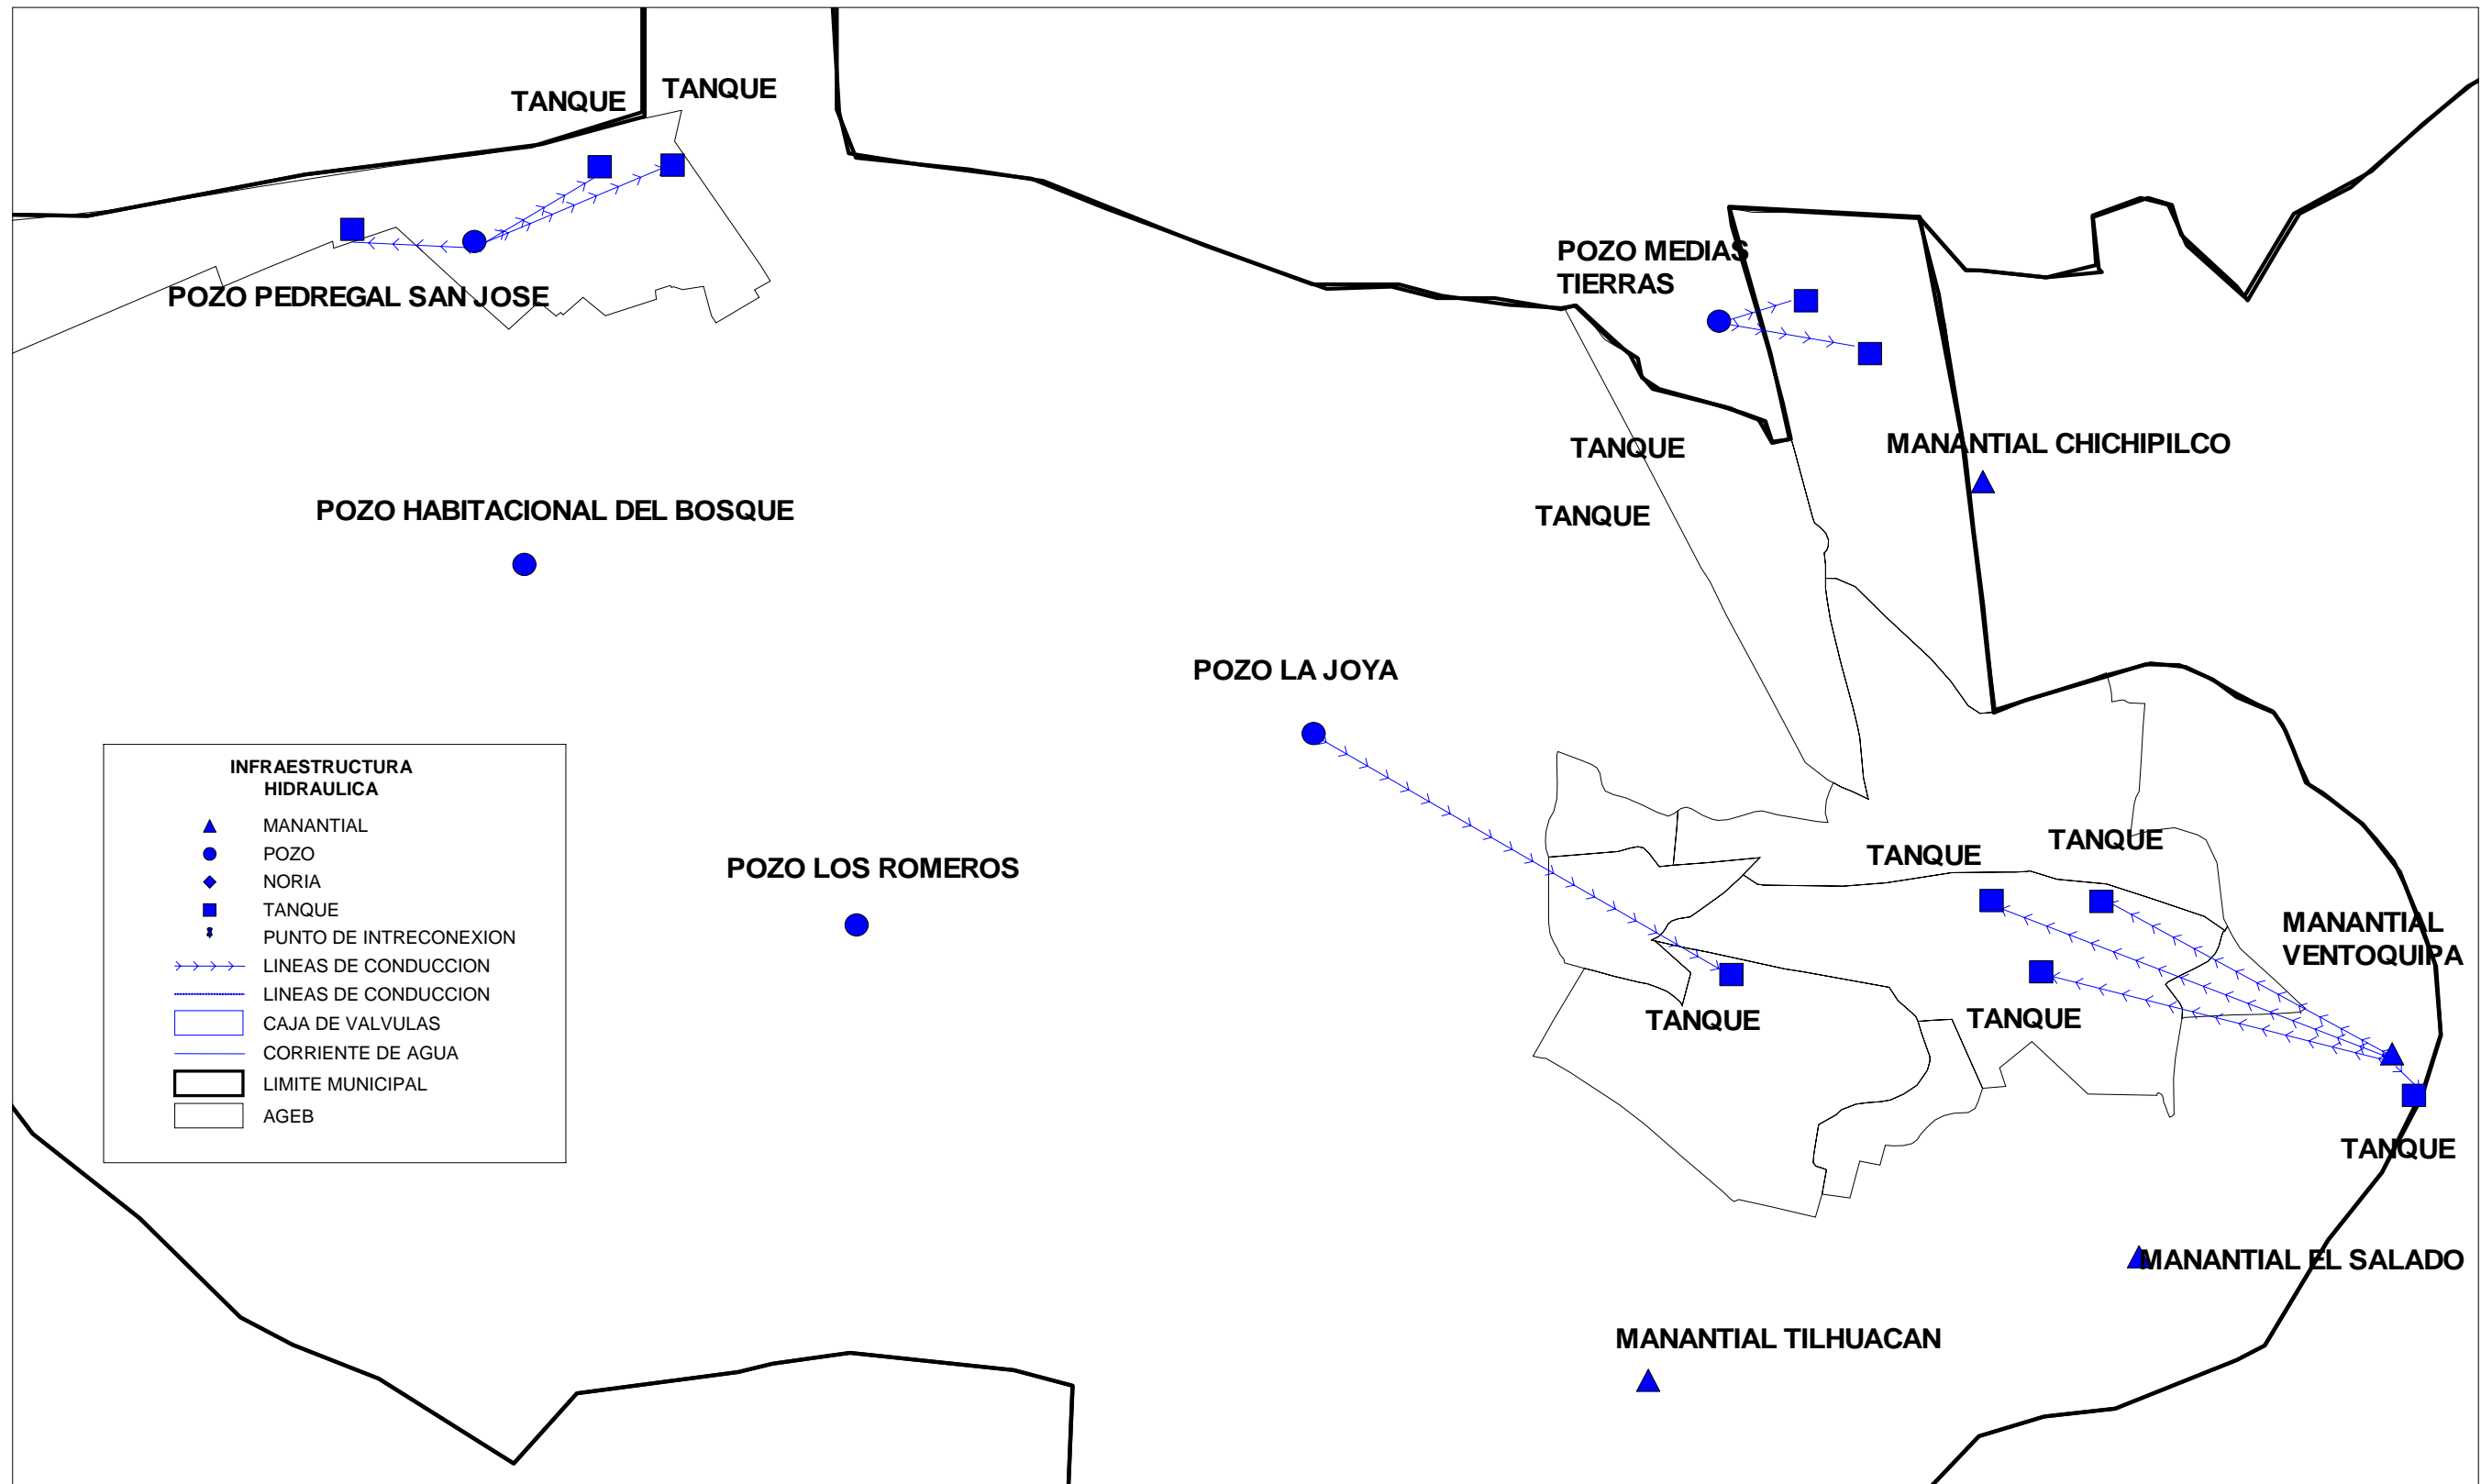 TANQUE
TANQUE
POZO PEDREGAL SAN JOSE
POZO MEDIAS
TIERRAS
TANQUE
MANANTIAL CHICHIPILCO
TANQUE
POZO HABITACIONAL DEL BOSQUE
POZO LA JOYA
POZO LOS ROMEROS
TANQUE
TANQUE
MANANTIAL
VENTOQUIPA
TANQUE
TANQUE
TANQUE
MANANTIAL EL SALADO
MANANTIAL TILHUACAN
INFRAESTRUCTURA
HIDRAULICA
MANANTIAL
POZO
NORIA
TANQUE
PUNTO DE INTRECONEXION
LINEAS DE CONDUCCION
LINEAS DE CONDUCCION
CAJA DE VALVULAS
CORRIENTE DE AGUA
LIMITE MUNICIPAL
AGEB